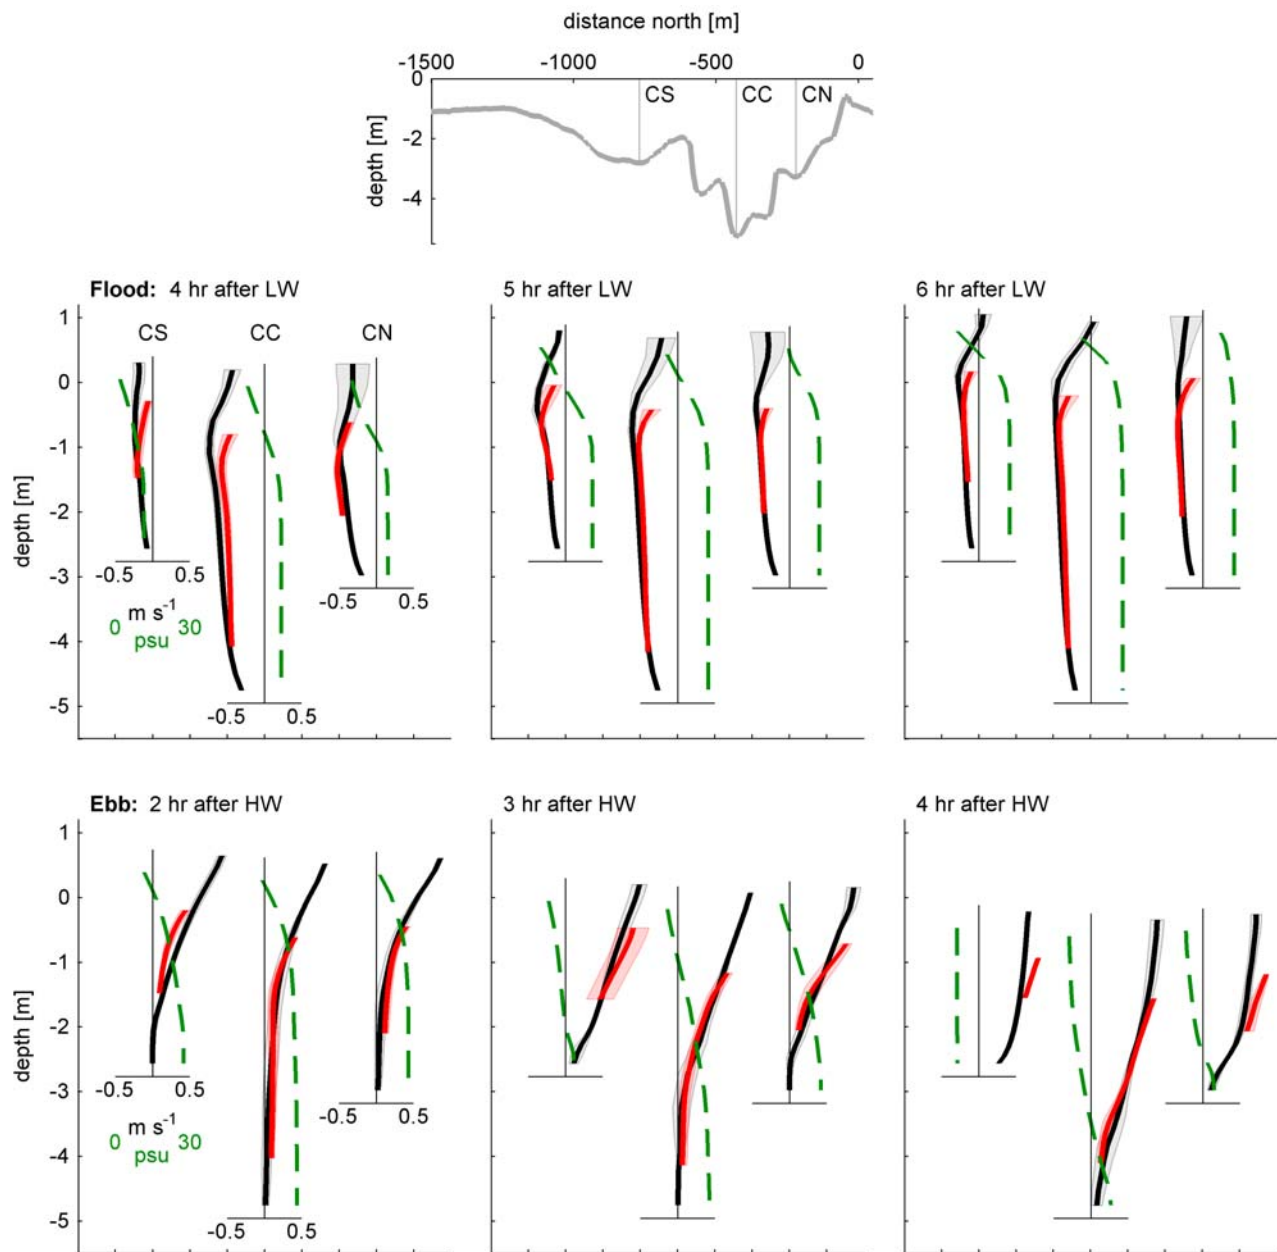 distance north [m]
-1500 -1000 -500 0
0
CS CC CN
-2
-4
depth [m]
Flood: 4 hr after LW 5 hr after LW 6 hr after LW
1
CS CC CN
0
-1
-2
-3
-4
-5
depth [m]
-0.5 0.5
-0.5 0.5
m s-1
0 psu 30
-0.5 0.5
Ebb: 2 hr after HW 3 hr after HW 4 hr after HW
1
0
-1
-2
-3
-4
-5
depth [m]
-0.5 0.5
-0.5 0.5
m s-1
0 psu 30
-0.5 0.5